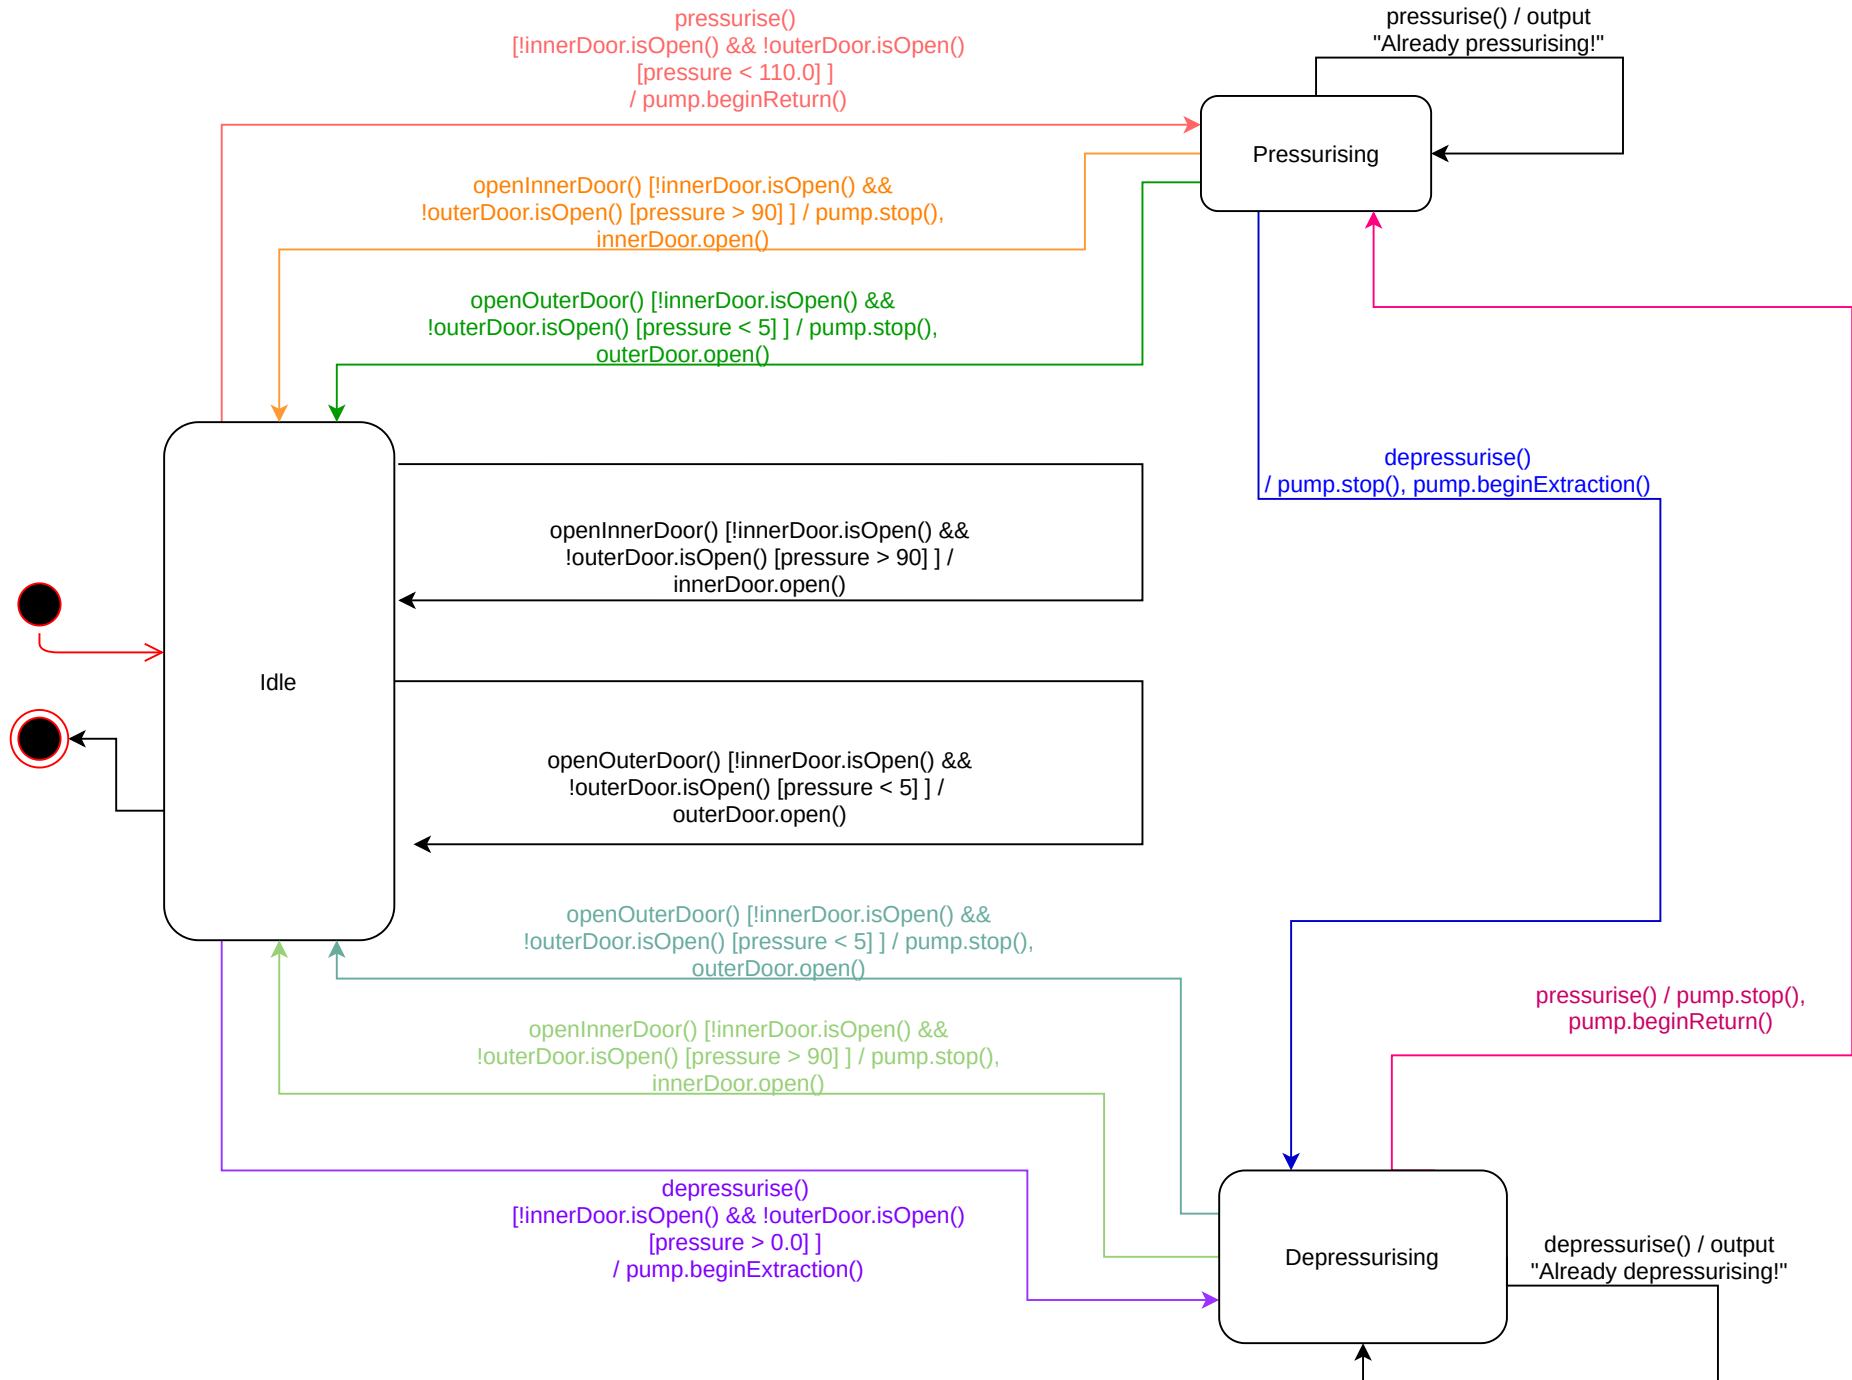 pressurise()
[!innerDoor.isOpen() && !outerDoor.isOpen()
[pressure < 110.0] ]
/ pump.beginReturn()
pressurise() / output
"Already pressurising!"
Pressurising
openInnerDoor() [!innerDoor.isOpen() &&
!outerDoor.isOpen() [pressure > 90] ] / pump.stop(),
innerDoor.open()
openOuterDoor() [!innerDoor.isOpen() &&
!outerDoor.isOpen() [pressure < 5] ] / pump.stop(),
outerDoor.open()
depressurise()
/ pump.stop(), pump.beginExtraction()
openInnerDoor() [!innerDoor.isOpen() &&
!outerDoor.isOpen() [pressure > 90] ] /
innerDoor.open()
Idle
openOuterDoor() [!innerDoor.isOpen() &&
!outerDoor.isOpen() [pressure < 5] ] /
outerDoor.open()
openOuterDoor() [!innerDoor.isOpen() &&
!outerDoor.isOpen() [pressure < 5] ] / pump.stop(),
outerDoor.open()
pressurise() / pump.stop(),
pump.beginReturn()
openInnerDoor() [!innerDoor.isOpen() &&
!outerDoor.isOpen() [pressure > 90] ] / pump.stop(),
innerDoor.open()
depressurise()
[!innerDoor.isOpen() && !outerDoor.isOpen()
[pressure > 0.0] ]
/ pump.beginExtraction()
Depressurising
depressurise() / output
"Already depressurising!"